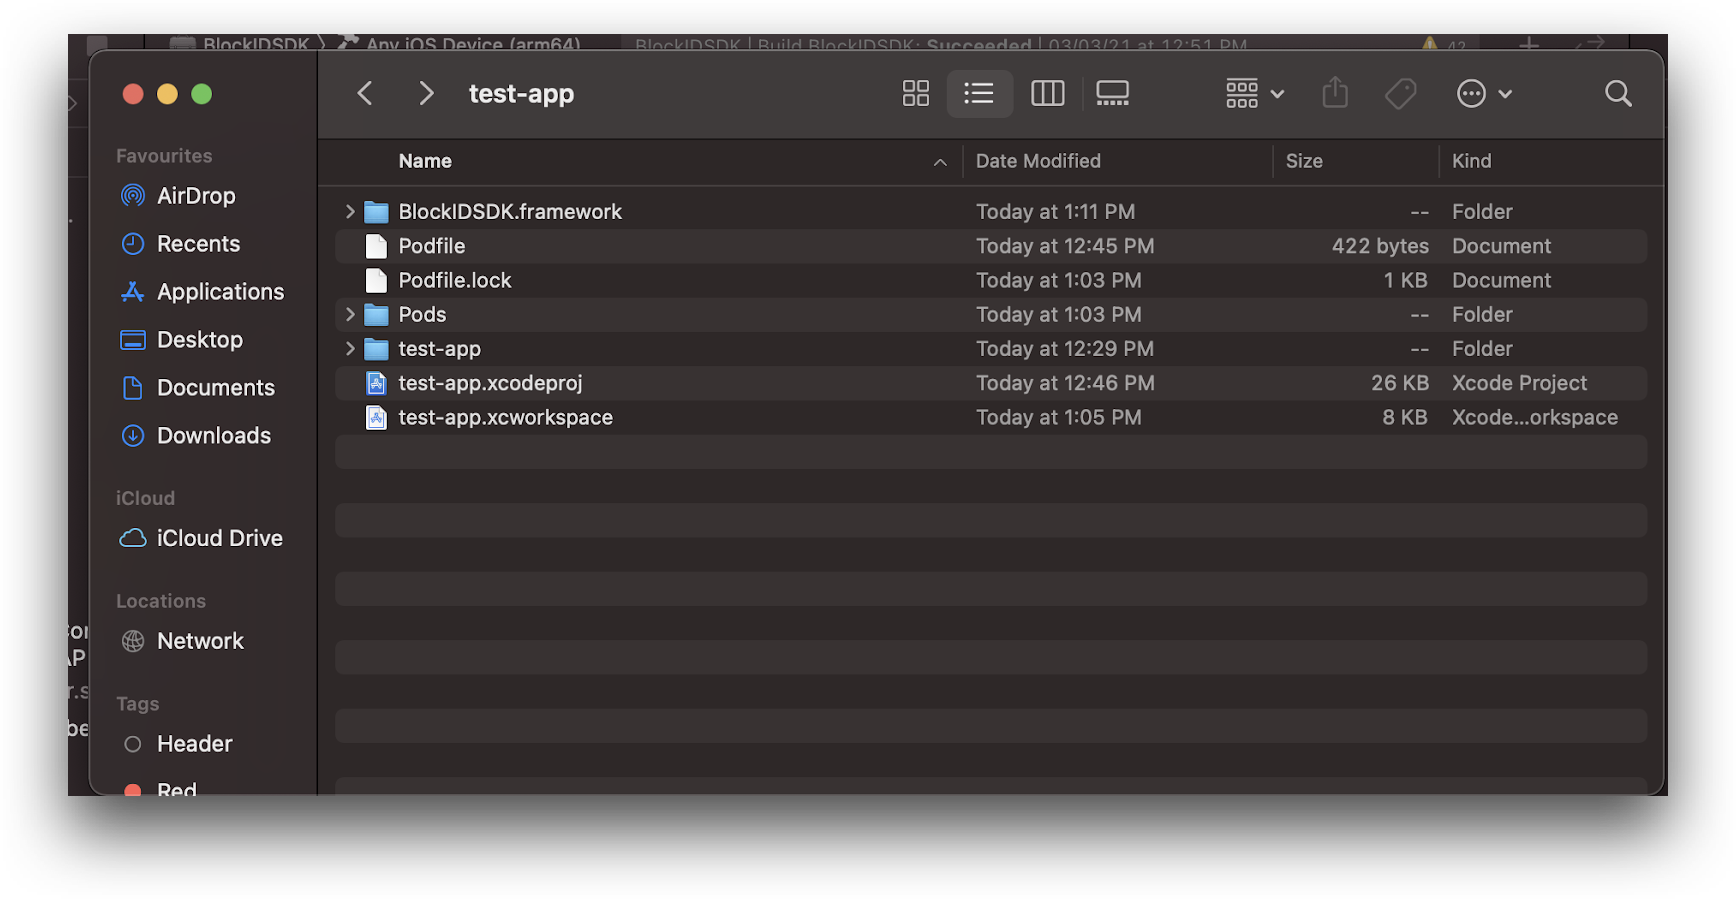 BlockIDSDK Any iOS Device (arm64) BlockIDSDK | Build BlockIDSDK: Succeeded | 03/03/21 at 12:51 PM 42
test-app
Favourites
AirDrop
Recents
Applications
Desktop
Documents
Downloads
iCloud
iCloud Drive
Locations
Network
Tags
Header
Red
Name Date Modified Size Kind
BlockIDSDK.framework Today at 1:11 PM -- Folder
Podfile Today at 12:45 PM 422 bytes Document
Podfile.lock Today at 1:03 PM 1 KB Document
Pods Today at 1:03 PM -- Folder
test-app Today at 12:29 PM -- Folder
test-app.xcodeproj Today at 12:46 PM 26 KB Xcode Project
test-app.xcworkspace Today at 1:05 PM 8 KB Xcode...orkspace